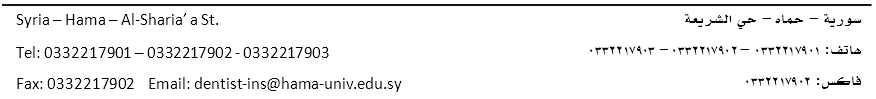 Syria – Hama – Al-Sharia' a St.
سورية – حماه – حي الشريعة
Tel: 0332217901 – 0332217902 - 0332217903
هاتف: ٠٣٣٢٢١٧٩٠١ – ٠٣٣٢٢١٧٩٠٢ – ٠٣٣٢٢١٧٩٠٣
Fax: 0332217902 Email: dentist-ins@hama-univ.edu.sy
فاكس: ٠٣٣٢٢١٧٩٠٢